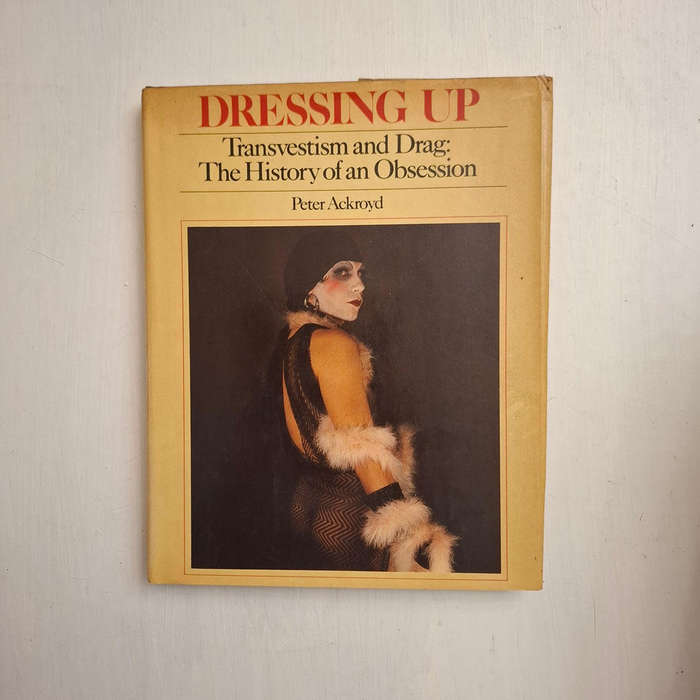 DRESSING UP
Transvestism and Drag:
The History of an Obsession
Peter Ackroyd